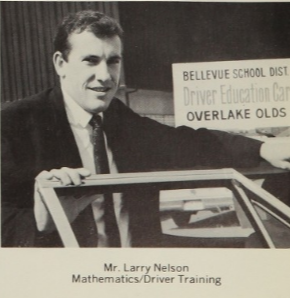 BELLEVUE SCHOOL DIST.
Driver Education Car
OVERLAKE OLDS
Mr. Larry Nelson
Mathematics/Driver Training